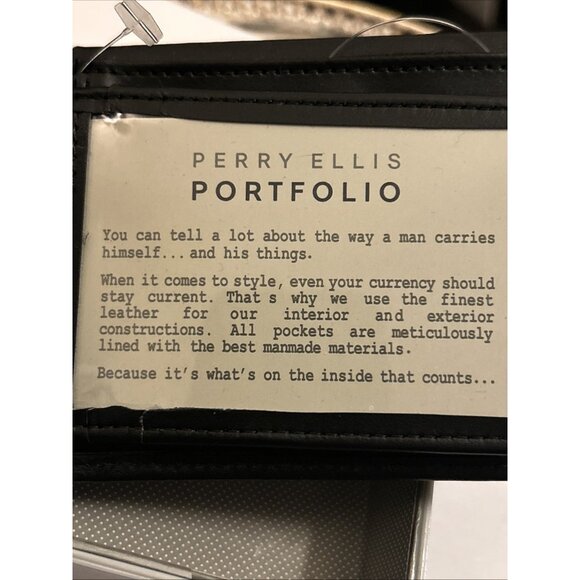 PERRY ELLIS
PORTFOLIO
You can tell a lot about the way a man carries
himself... and his things.
When it comes to style, even your currency should
stay current. That s why we use the finest
leather for our interior and exterior
constructions. All pockets are meticulously
lined with the best manmade materials.
Because it's what's on the inside that counts...